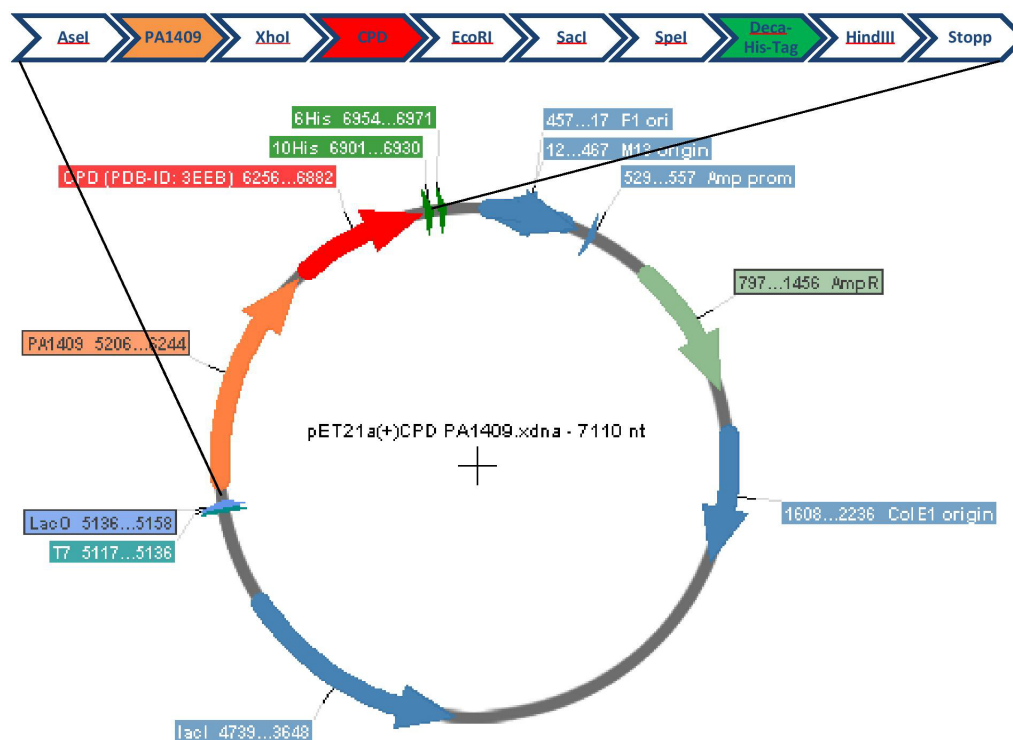 AseI
PA1409
XhoI
CPD
EcoRI
SacI
SpeI
Deca-
His-Tag
HindIII
Stopp
6His 6954...6971
457...17 F1 ori
10His 6901...6930
12...467 M13 origin
CPD (PDB-ID: 3EEB) 6256...6882
529...557 Amp prom
797...1456 AmpR
PA1409 5206...6244
pET21a(+)CPD PA1409.xdna - 7110 nt
LacO 5136...5158
1608...2236 ColE1 origin
T7 5117...5136
lacI 4739...3648